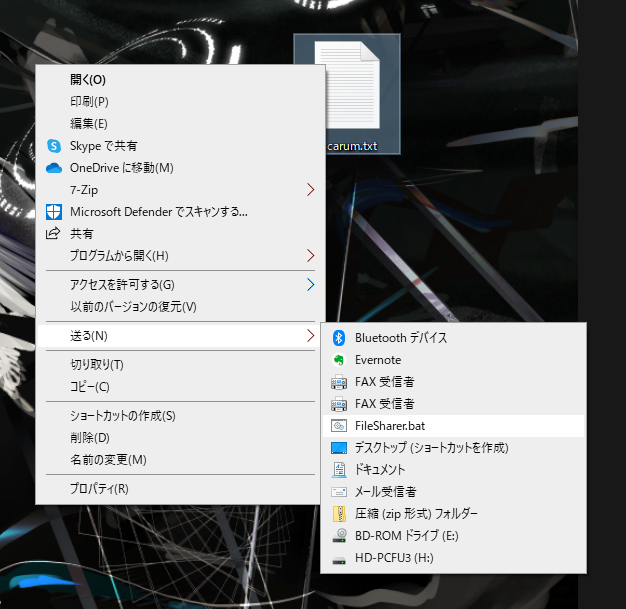 carum.txt
開く(O)
印刷(P)
編集(E)
Skype で共有
OneDrive に移動(M)
7-Zip
Microsoft Defender でスキャンする...
共有
プログラムから開く(H)
アクセスを許可する(G)
以前のバージョンの復元(V)
送る(N)
切り取り(T)
コピー(C)
ショートカットの作成(S)
削除(D)
名前の変更(M)
プロパティ(R)
Bluetooth デバイス
Evernote
FAX 受信者
FAX 受信者
FileSharer.bat
デスクトップ (ショートカットを作成)
ドキュメント
メール受信者
圧縮 (zip 形式) フォルダー
BD-ROM ドライブ (E:)
HD-PCFU3 (H:)